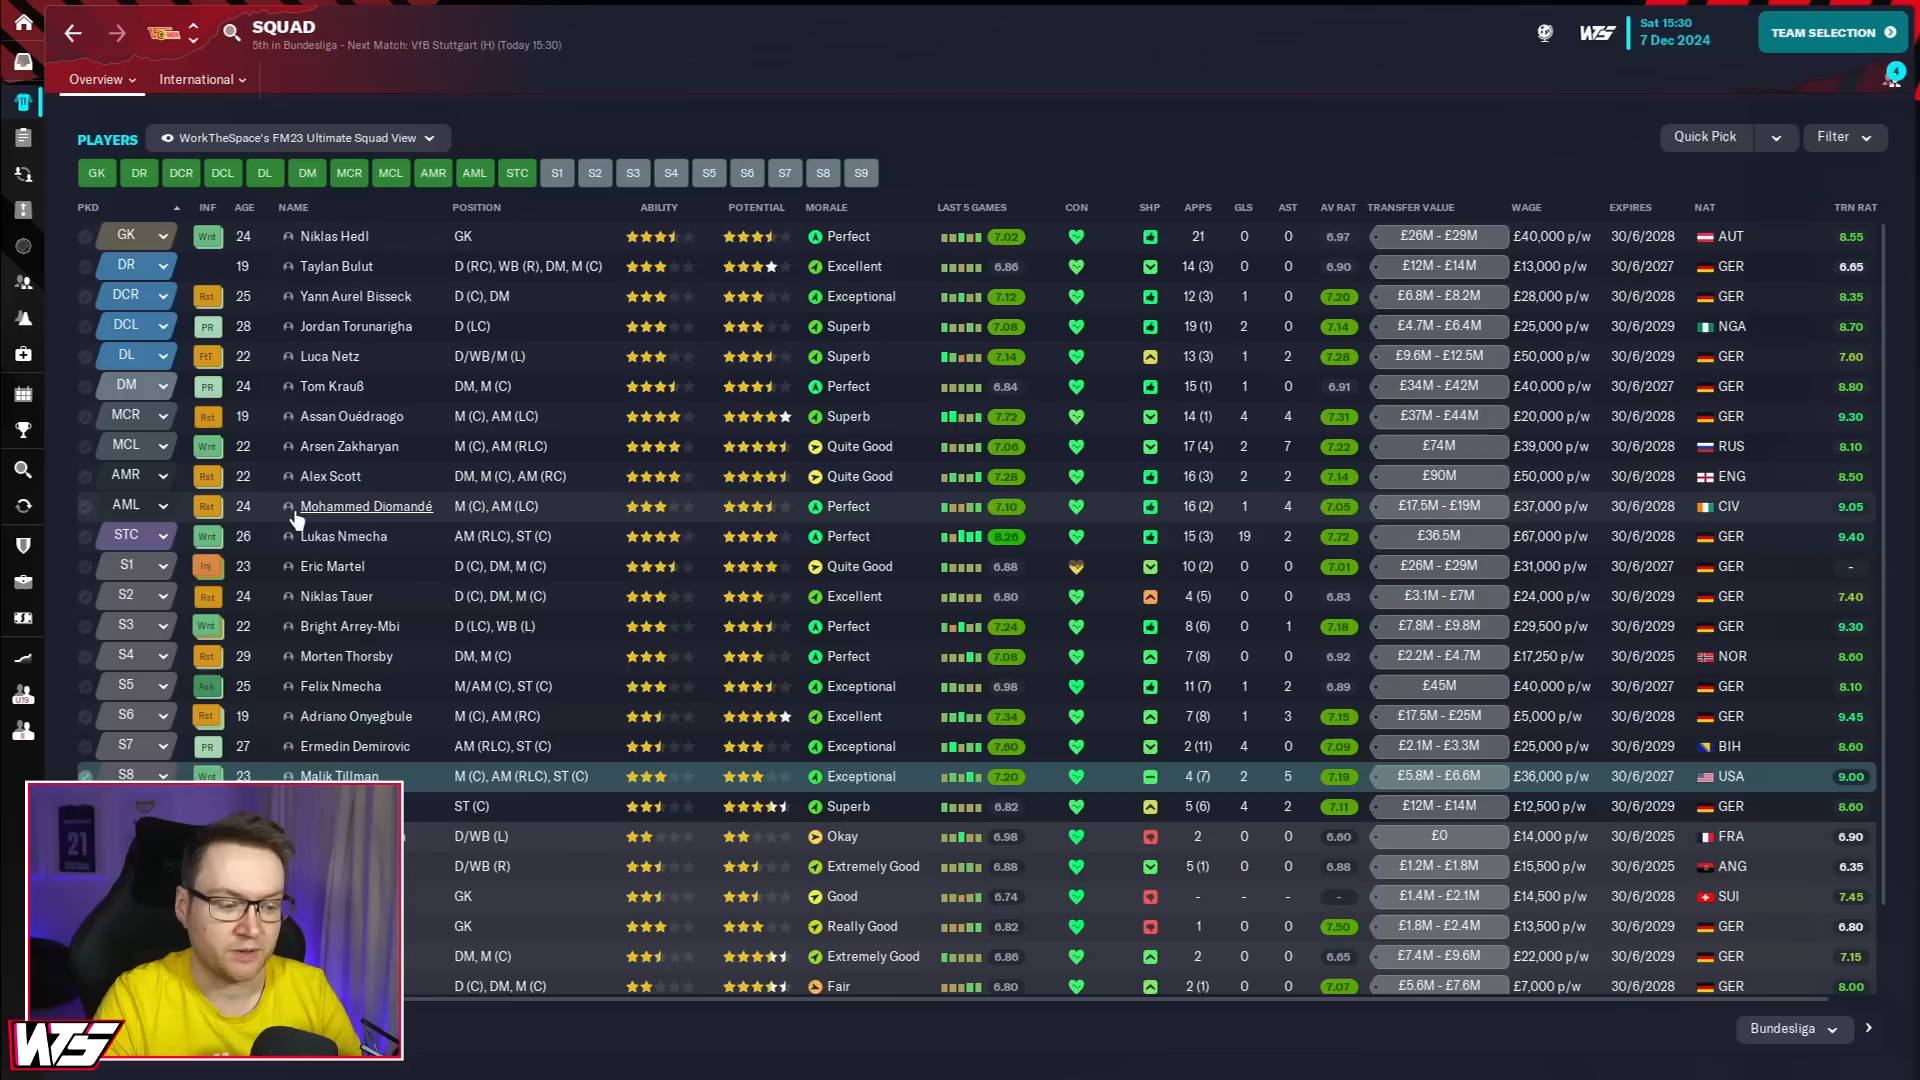 SQUAD
5th in Bundesliga - Next Match: VfB Stuttgart (H) (Today 15:30)
WTS
Sat 15:30
7 Dec 2024
TEAM SELECTION
4
Overview
International
PLAYERS
WorkTheSpace's FM23 Ultimate Squad View
Quick Pick
Filter
GK DR DCR DCL DL DM MCR MCL AMR AML STC S1 S2 S3 S4 S5 S6 S7 S8 S9
PKD INF AGE NAME POSITION ABILITY POTENTIAL MORALE LAST 5 GAMES CON SHP APPS GLS AST AV RAT TRANSFER VALUE WAGE EXPIRES NAT TRN RAT
GK Wnt 24 Niklas Hedl GK Perfect 7.02 21 0 0 6.97 £26M - £29M £40,000 p/w 30/6/2028 AUT 8.55
DR 19 Taylan Bulut D (RC), WB (R), DM, M (C) Excellent 6.86 14 (3) 0 0 6.90 £12M - £14M £13,000 p/w 30/6/2027 GER 6.65
DCR Rst 25 Yann Aurel Bisseck D (C), DM Exceptional 7.12 12 (3) 1 0 7.20 £6.8M - £8.2M £28,000 p/w 30/6/2028 GER 8.35
DCL PR 28 Jordan Torunarigha D (LC) Superb 7.08 19 (1) 2 0 7.14 £4.7M - £6.4M £25,000 p/w 30/6/2029 NGA 8.70
DL FtT 22 Luca Netz D/WB/M (L) Superb 7.14 13 (3) 1 2 7.28 £9.6M - £12.5M £50,000 p/w 30/6/2029 GER 7.60
DM PR 24 Tom Krauß DM, M (C) Perfect 6.84 15 (1) 1 0 6.91 £34M - £42M £40,000 p/w 30/6/2027 GER 8.80
MCR Rst 19 Assan Ouédraogo M (C), AM (LC) Superb 7.72 14 (1) 4 4 7.31 £37M - £44M £20,000 p/w 30/6/2028 GER 9.30
MCL Wnt 22 Arsen Zakharyan M (C), AM (RLC) Quite Good 7.06 17 (4) 2 7 7.22 £74M £39,000 p/w 30/6/2028 RUS 8.10
AMR Rst 22 Alex Scott DM, M (C), AM (RC) Quite Good 7.28 16 (3) 2 2 7.14 £90M £50,000 p/w 30/6/2028 ENG 8.50
AML Rst 24 Mohammed Diomandé M (C), AM (LC) Perfect 7.10 16 (2) 1 4 7.05 £17.5M - £19M £37,000 p/w 30/6/2028 CIV 9.05
STC Wnt 26 Lukas Nmecha AM (RLC), ST (C) Perfect 8.26 15 (3) 19 2 7.72 £36.5M £67,000 p/w 30/6/2028 GER 9.40
S1 Inj 23 Eric Martel D (C), DM, M (C) Quite Good 6.88 10 (2) 0 0 7.01 £26M - £29M £31,000 p/w 30/6/2027 GER -
S2 Rst 24 Niklas Tauer D (C), DM, M (C) Excellent 6.80 4 (5) 0 0 6.83 £3.1M - £7M £24,000 p/w 30/6/2029 GER 7.40
S3 Wnt 22 Bright Arrey-Mbi D (LC), WB (L) Perfect 7.24 8 (6) 0 1 7.18 £7.8M - £9.8M £29,500 p/w 30/6/2029 GER 9.30
S4 Rst 29 Morten Thorsby DM, M (C) Perfect 7.08 7 (8) 0 0 6.92 £2.2M - £4.7M £17,250 p/w 30/6/2025 NOR 8.60
S5 Ask 25 Felix Nmecha M/AM (C), ST (C) Exceptional 6.98 11 (7) 1 2 6.89 £45M £40,000 p/w 30/6/2027 GER 8.10
S6 Rst 19 Adriano Onyegbule M (C), AM (RC) Excellent 7.34 7 (8) 1 3 7.15 £17.5M - £25M £5,000 p/w 30/6/2028 GER 9.45
S7 PR 27 Ermedin Demirovic AM (RLC), ST (C) Exceptional 7.60 2 (11) 4 0 7.09 £2.1M - £3.3M £25,000 p/w 30/6/2029 BIH 8.60
S8 Wnt 23 Malik Tillman M (C), AM (RLC), ST (C) Exceptional 7.20 4 (7) 2 5 7.19 £5.8M - £6.6M £36,000 p/w 30/6/2027 USA 9.00
ST (C) Superb 6.82 5 (6) 4 2 7.11 £12M - £14M £12,500 p/w 30/6/2029 GER 8.60
D/WB (L) Okay 6.98 2 0 0 6.60 £0 £14,000 p/w 30/6/2025 FRA 6.90
D/WB (R) Extremely Good 6.88 5 (1) 0 0 6.88 £1.2M - £1.8M £15,500 p/w 30/6/2025 ANG 6.35
GK Good 6.74 - - - - £1.4M - £2.1M £14,500 p/w 30/6/2028 SUI 7.45
GK Really Good 6.82 1 0 0 7.50 £1.8M - £2.4M £13,500 p/w 30/6/2029 GER 6.80
DM, M (C) Extremely Good 6.86 2 0 0 6.65 £7.4M - £9.6M £22,000 p/w 30/6/2029 GER 7.15
D (C), DM, M (C) Fair 6.80 2 (1) 0 0 7.07 £5.6M - £7.6M £7,000 p/w 30/6/2028 GER 8.00
U19
21
WTS
Bundesliga